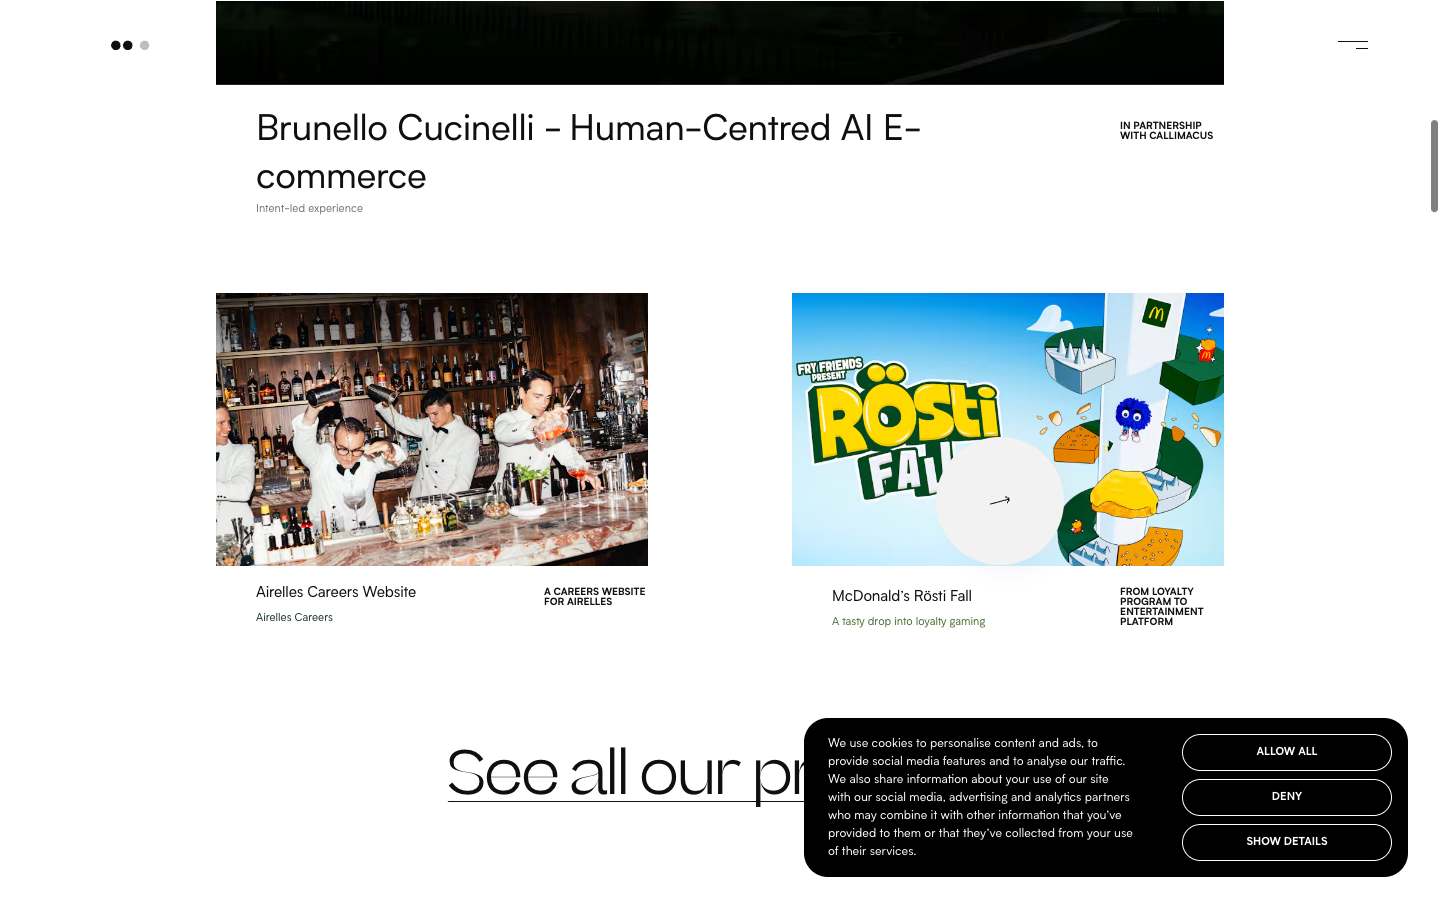 Brunello Cucinelli - Human-Centred AI E-
commerce
Intent-led experience
IN PARTNERSHIP
WITH CALLIMACUS
FRY FRIENDS
PRESENT
RÖSTI
FALL
Airelles Careers Website
Airelles Careers
A CAREERS WEBSITE
FOR AIRELLES
McDonald's Rösti Fall
A tasty drop into loyalty gaming
FROM LOYALTY
PROGRAM TO
ENTERTAINMENT
PLATFORM
See all our pr
We use cookies to personalise content and ads, to
provide social media features and to analyse our traffic.
We also share information about your use of our site
with our social media, advertising and analytics partners
who may combine it with other information that you've
provided to them or that they've collected from your use
of their services.
ALLOW ALL
DENY
SHOW DETAILS